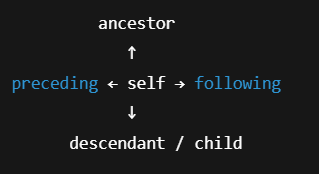 ancestor
↑
preceding ← self → following
↓
descendant / child